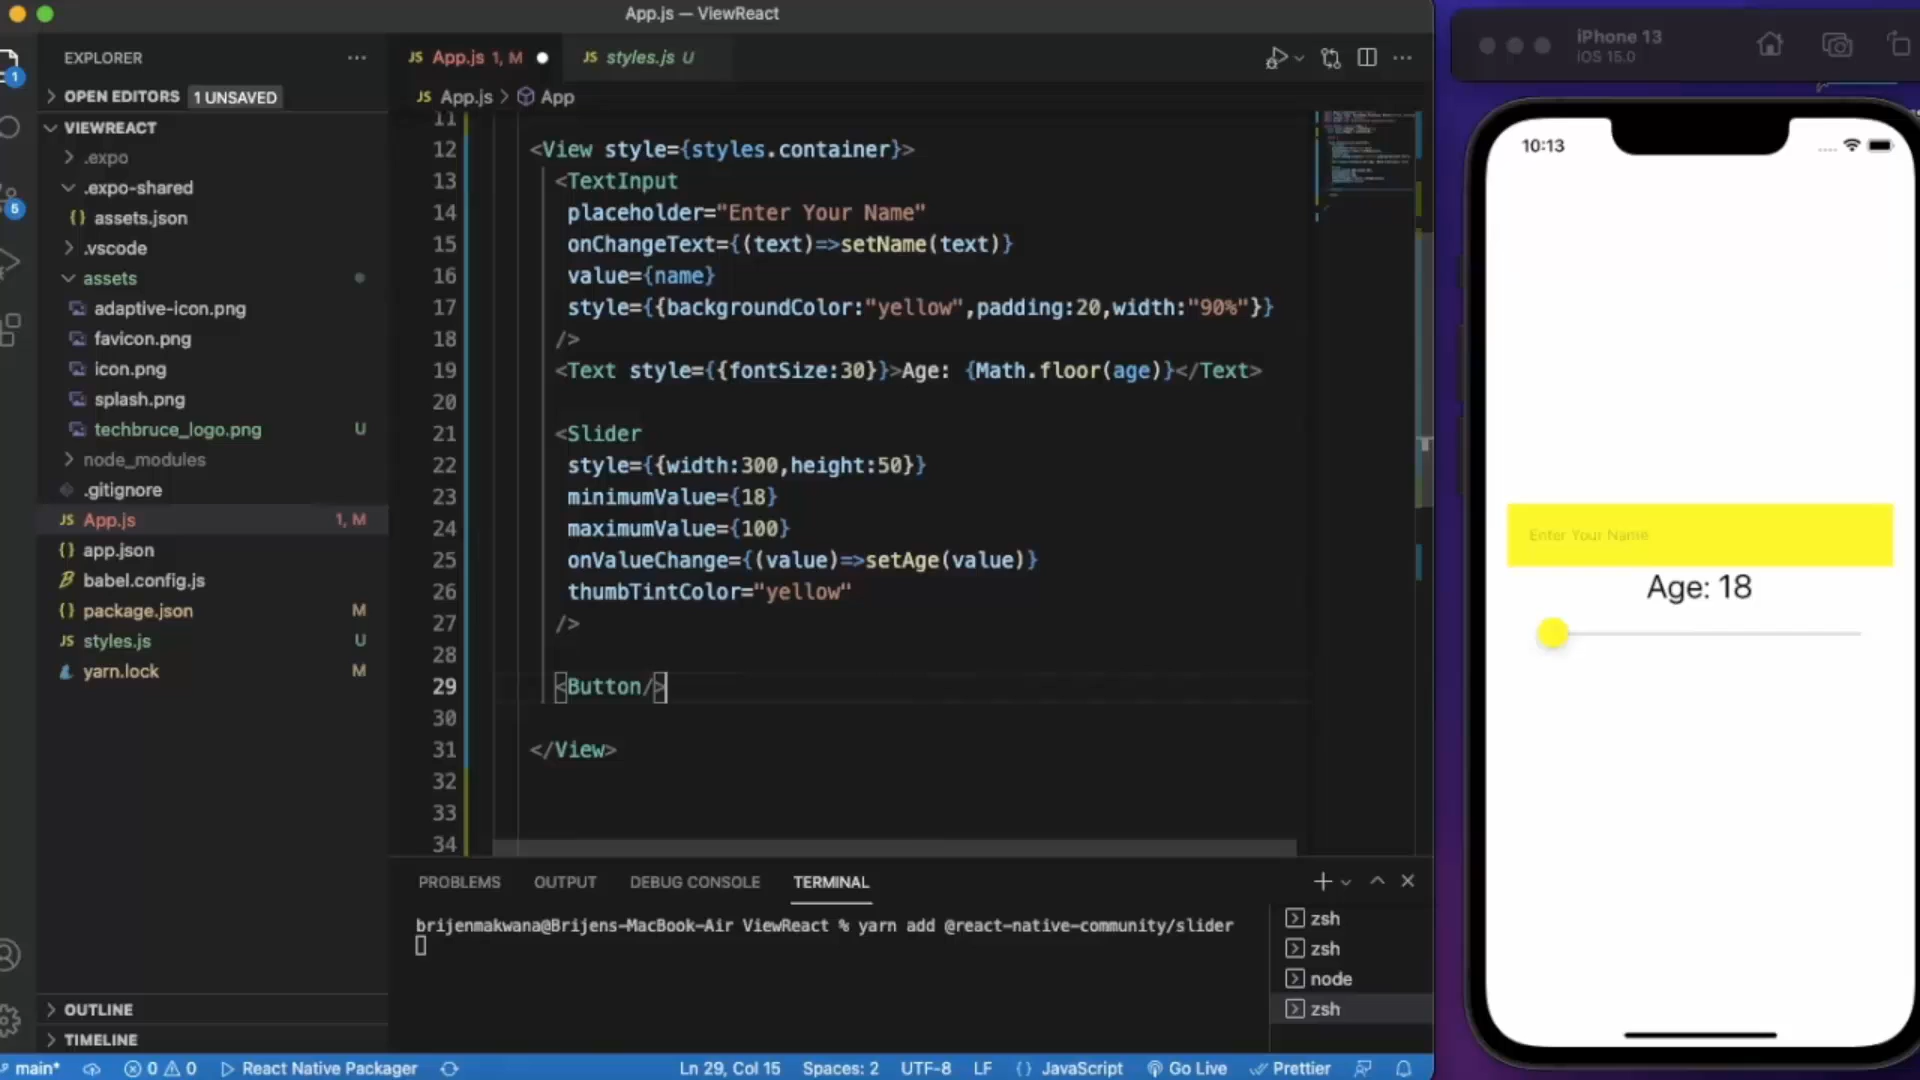 App.js — ViewReact
EXPLORER
OPEN EDITORS 1 UNSAVED
VIEWREACT
.expo
.expo-shared
{} assets.json
.vscode
assets
adaptive-icon.png
favicon.png
icon.png
splash.png
techbruce_logo.png U
node_modules
.gitignore
JS App.js 1, M
{} app.json
babel.config.js
{} package.json M
JS styles.js U
yarn.lock M
OUTLINE
TIMELINE
1
5
JS App.js 1, M
JS styles.js U
JS App.js > App
11
12 <View style={styles.container}>
13 <TextInput
14 placeholder="Enter Your Name"
15 onChangeText={(text)=>setName(text)}
16 value={name}
17 style={{backgroundColor:"yellow",padding:20,width:"90%"}}
18 />
19 <Text style={{fontSize:30}}>Age: {Math.floor(age)}</Text>
20
21 <Slider
22 style={{width:300,height:50}}
23 minimumValue={18}
24 maximumValue={100}
25 onValueChange={(value)=>setAge(value)}
26 thumbTintColor="yellow"
27 />
28
29 <Button/>
30
31 </View>
32
33
34
PROBLEMS OUTPUT DEBUG CONSOLE TERMINAL
brijenmakwana@Brijens-MacBook-Air ViewReact % yarn add @react-native-community/slider
zsh
zsh
node
zsh
main* 0 0 React Native Packager Ln 29, Col 15 Spaces: 2 UTF-8 LF {} JavaScript Go Live Prettier
iPhone 13
iOS 15.0
10:13
Enter Your Name
Age: 18